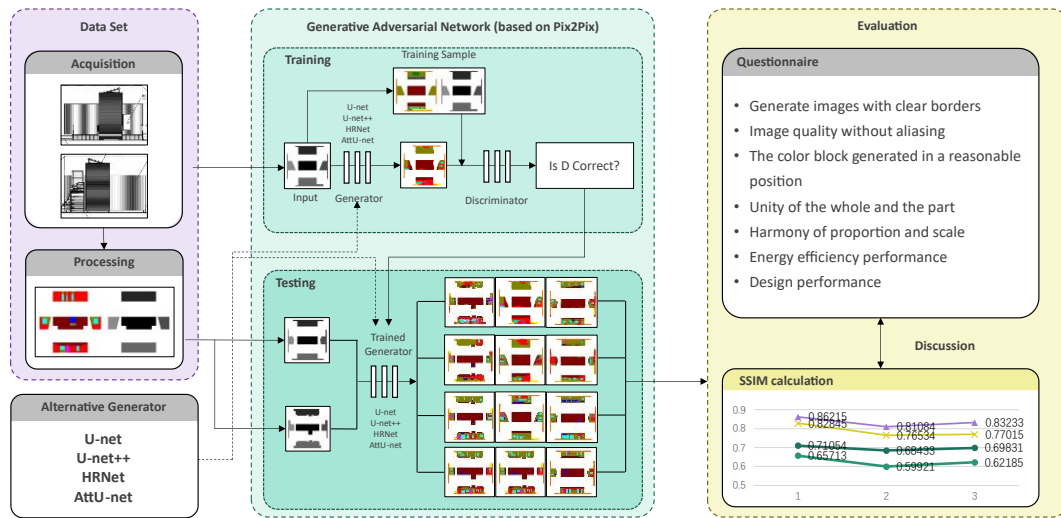 Data Set
Acquisition
Processing
Alternative Generator
U-net
U-net++
HRNet
AttU-net
Generative Adversarial Network (based on Pix2Pix)
Training
Training Sample
U-net
U-net++
HRNet
AttU-net
Input
Generator
Discriminator
Is D Correct?
Testing
Trained
Generator
U-net
U-net++
HRNet
AttU-net
Evaluation
Questionnaire
• Generate images with clear borders
• Image quality without aliasing
• The color block generated in a reasonable
position
• Unity of the whole and the part
• Harmony of proportion and scale
• Energy efficiency performance
• Design performance
Discussion
SSIM calculation
0.9
0.8
0.7
0.6
0.5
0.86215
0.81084
0.83233
0.82845
0.76534
0.77015
0.71054
0.68433
0.69831
0.65713
0.59921
0.62185
1
2
3